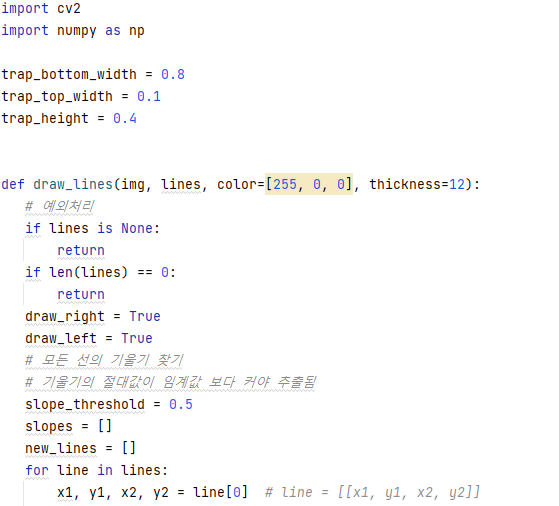 import cv2
import numpy as np

trap_bottom_width = 0.8
trap_top_width = 0.1
trap_height = 0.4


def draw_lines(img, lines, color=[255, 0, 0], thickness=12):
   # 예외처리
   if lines is None:
       return
   if len(lines) == 0:
       return
   draw_right = True
   draw_left = True
   # 모든 선의 기울기 찾기
   # 기울기의 절대값이 임계값 보다 커야 추출됨
   slope_threshold = 0.5
   slopes = []
   new_lines = []
   for line in lines:
       x1, y1, x2, y2 = line[0]  # line = [[x1, y1, x2, y2]]